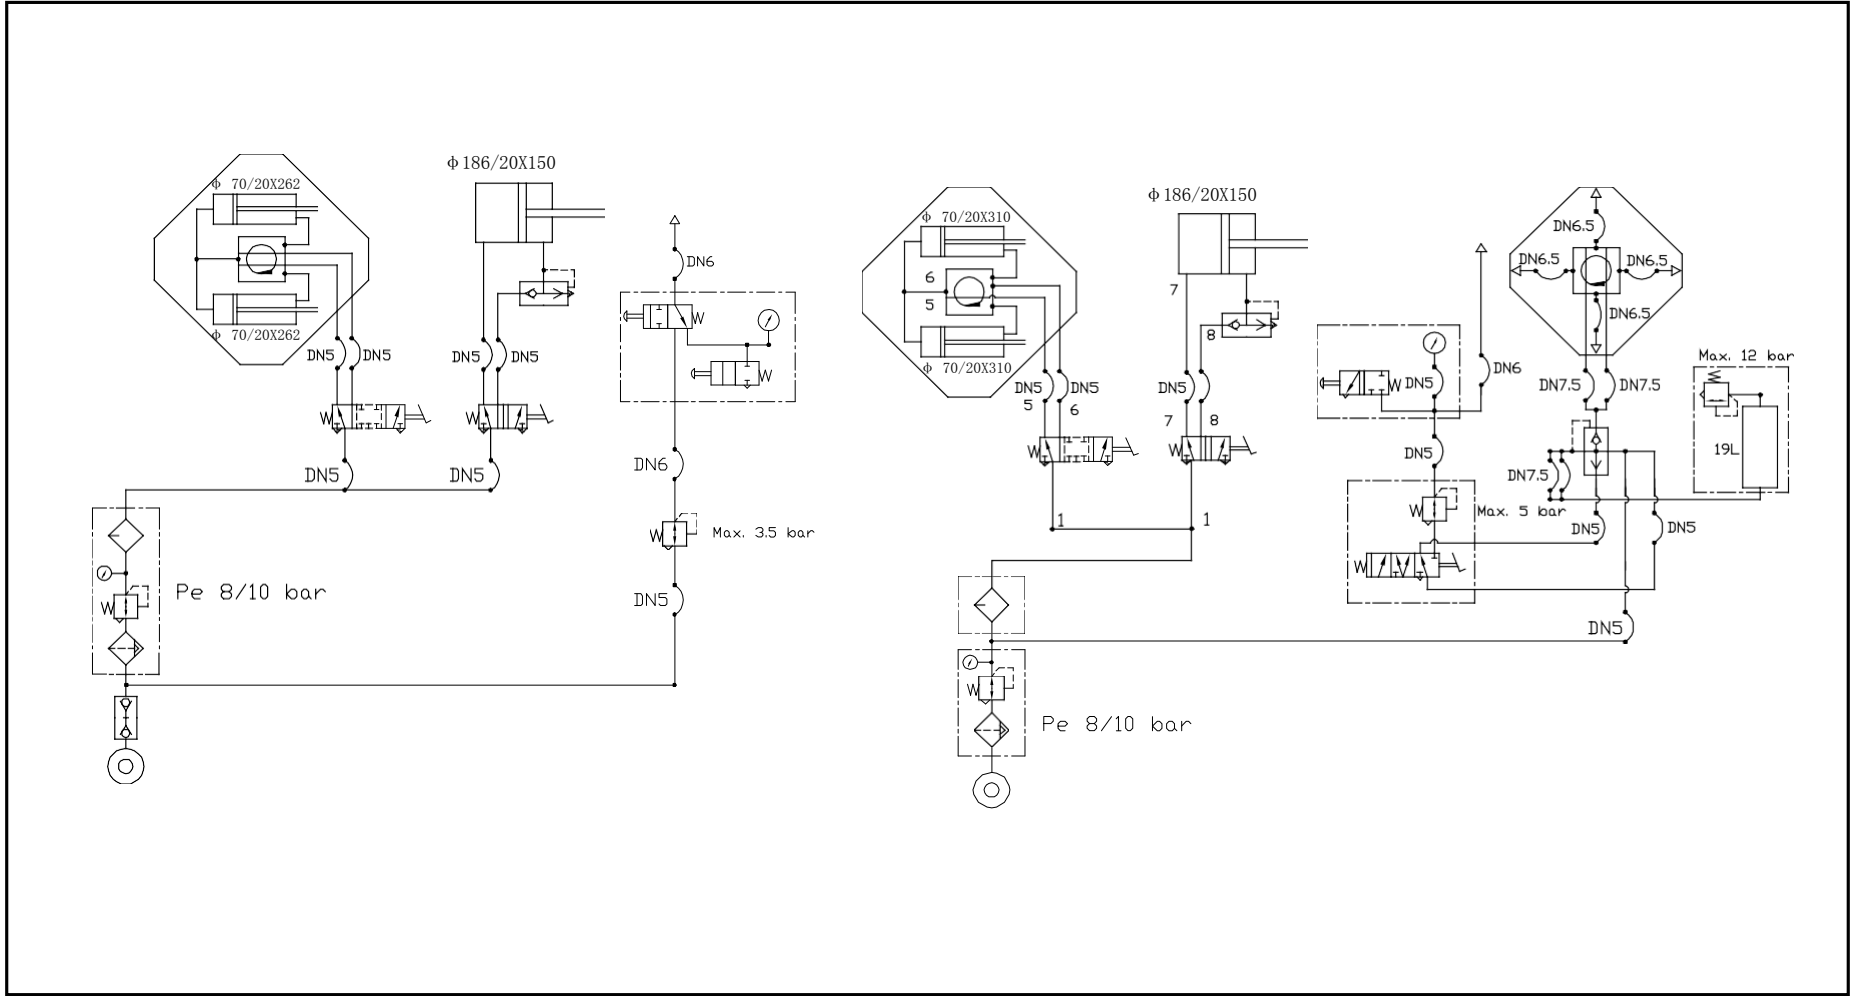 ϕ 70/20X262
ϕ 70/20X262
DN5
DN5
DN5
ϕ186/20X150
DN5
DN5
DN5
DN6
DN6
Max. 3.5 bar
DN5
Pe 8/10 bar
ϕ 70/20X310
6
5
ϕ 70/20X310
DN5
DN5
5
6
1
ϕ186/20X150
7
8
DN5
7
8
1
Pe 8/10 bar
DN5
DN6
DN5
Max. 5 bar
DN6.5
DN6.5
DN6.5
DN6.5
DN7.5
DN7.5
DN7.5
DN5
DN5
DN5
Max. 12 bar
19L